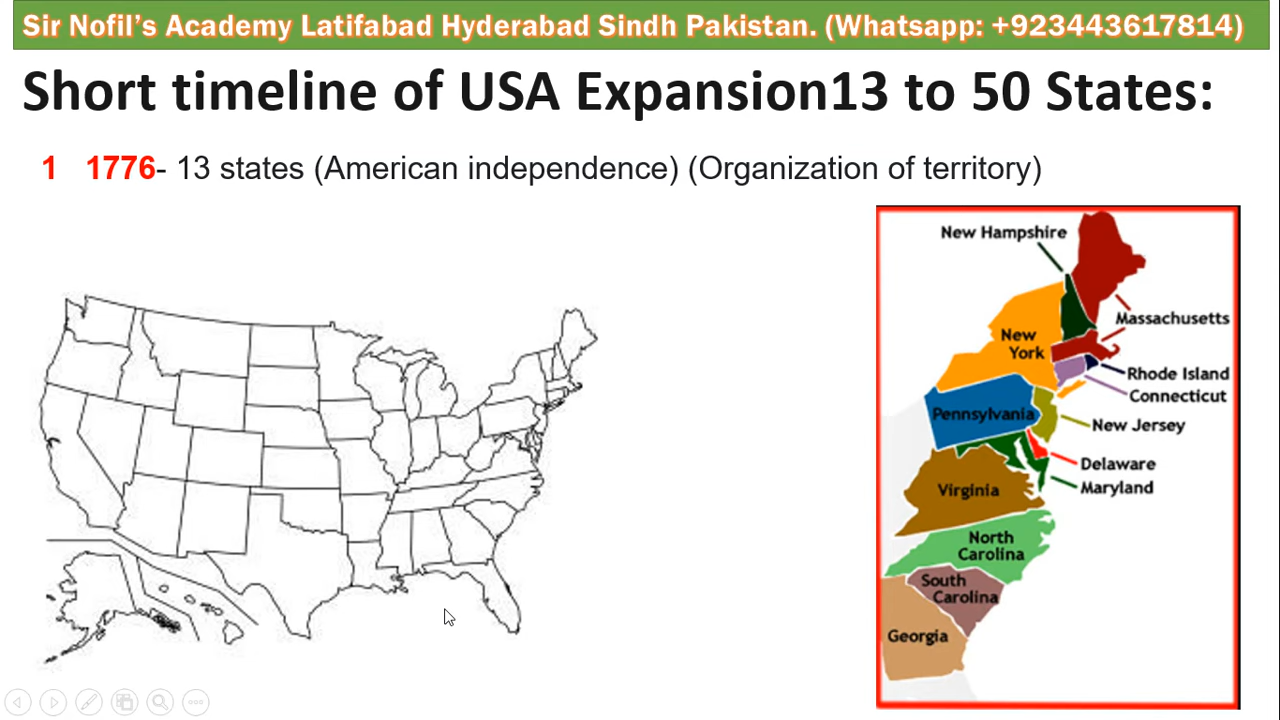 Sir Nofil's Academy Latifabad Hyderabad Sindh Pakistan. (Whatsapp: +923443617814)
Short timeline of USA Expansion13 to 50 States:
1 1776- 13 states (American independence) (Organization of territory)
New Hampshire
Massachusetts
New
York
Rhode Island
Connecticut
Pennsylvania
New Jersey
Delaware
Maryland
Virginia
North
Carolina
South
Carolina
Georgia